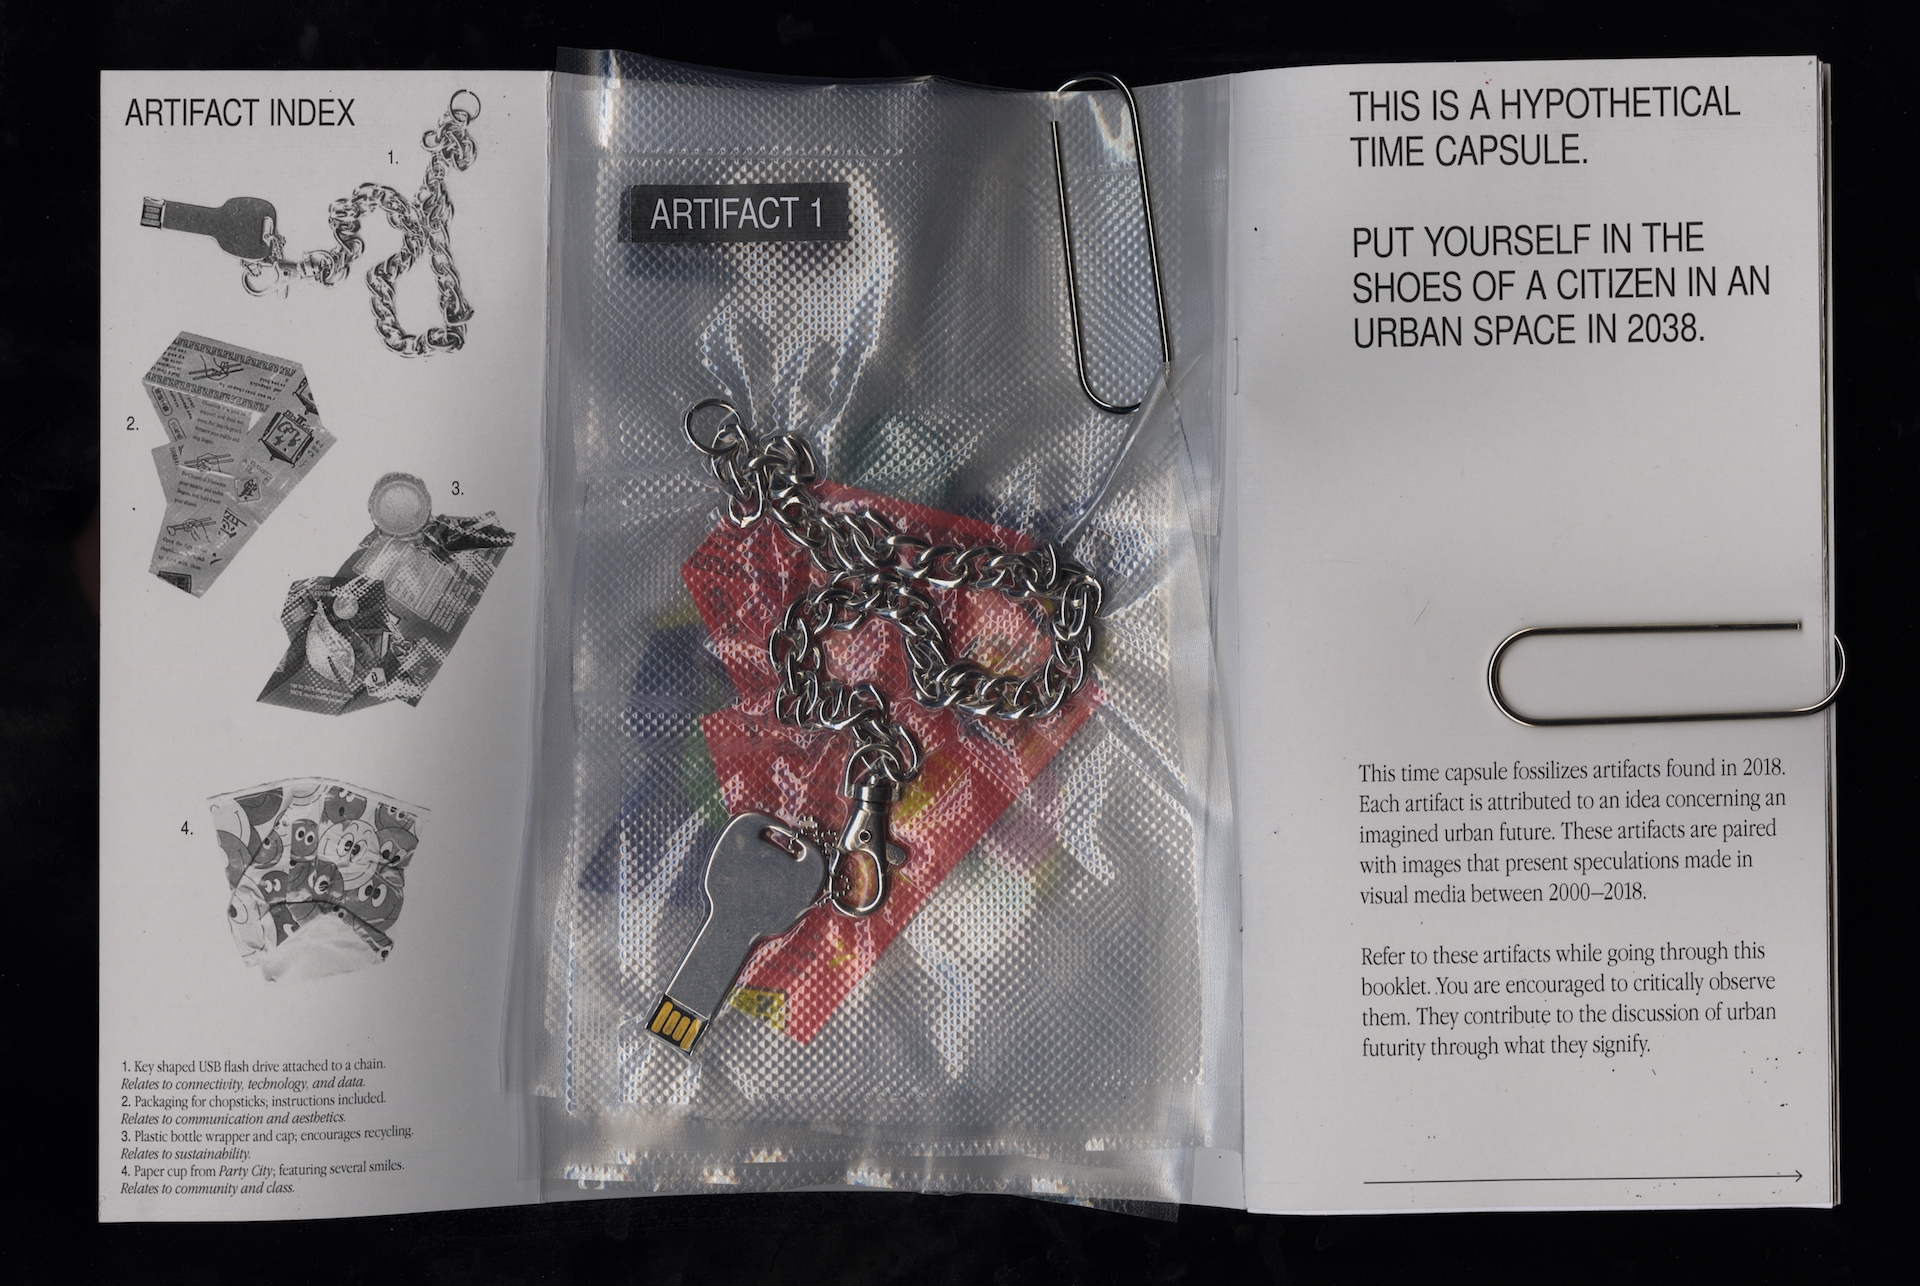 ARTIFACT INDEX
1.
2.
3.
4.
1. Key shaped USB flash drive attached to a chain.
Relates to connectivity, technology, and data.
2. Packaging for chopsticks; instructions included.
Relates to communication and aesthetics.
3. Plastic bottle wrapper and cap; encourages recycling.
Relates to sustainability.
4. Paper cup from Party City; featuring several smiles.
Relates to community and class.
ARTIFACT 1
THIS IS A HYPOTHETICAL
TIME CAPSULE.
PUT YOURSELF IN THE
SHOES OF A CITIZEN IN AN
URBAN SPACE IN 2038.
This time capsule fossilizes artifacts found in 2018.
Each artifact is attributed to an idea concerning an
imagined urban future. These artifacts are paired
with images that present speculations made in
visual media between 2000–2018.
Refer to these artifacts while going through this
booklet. You are encouraged to critically observe
them. They contribute to the discussion of urban
futurity through what they signify.